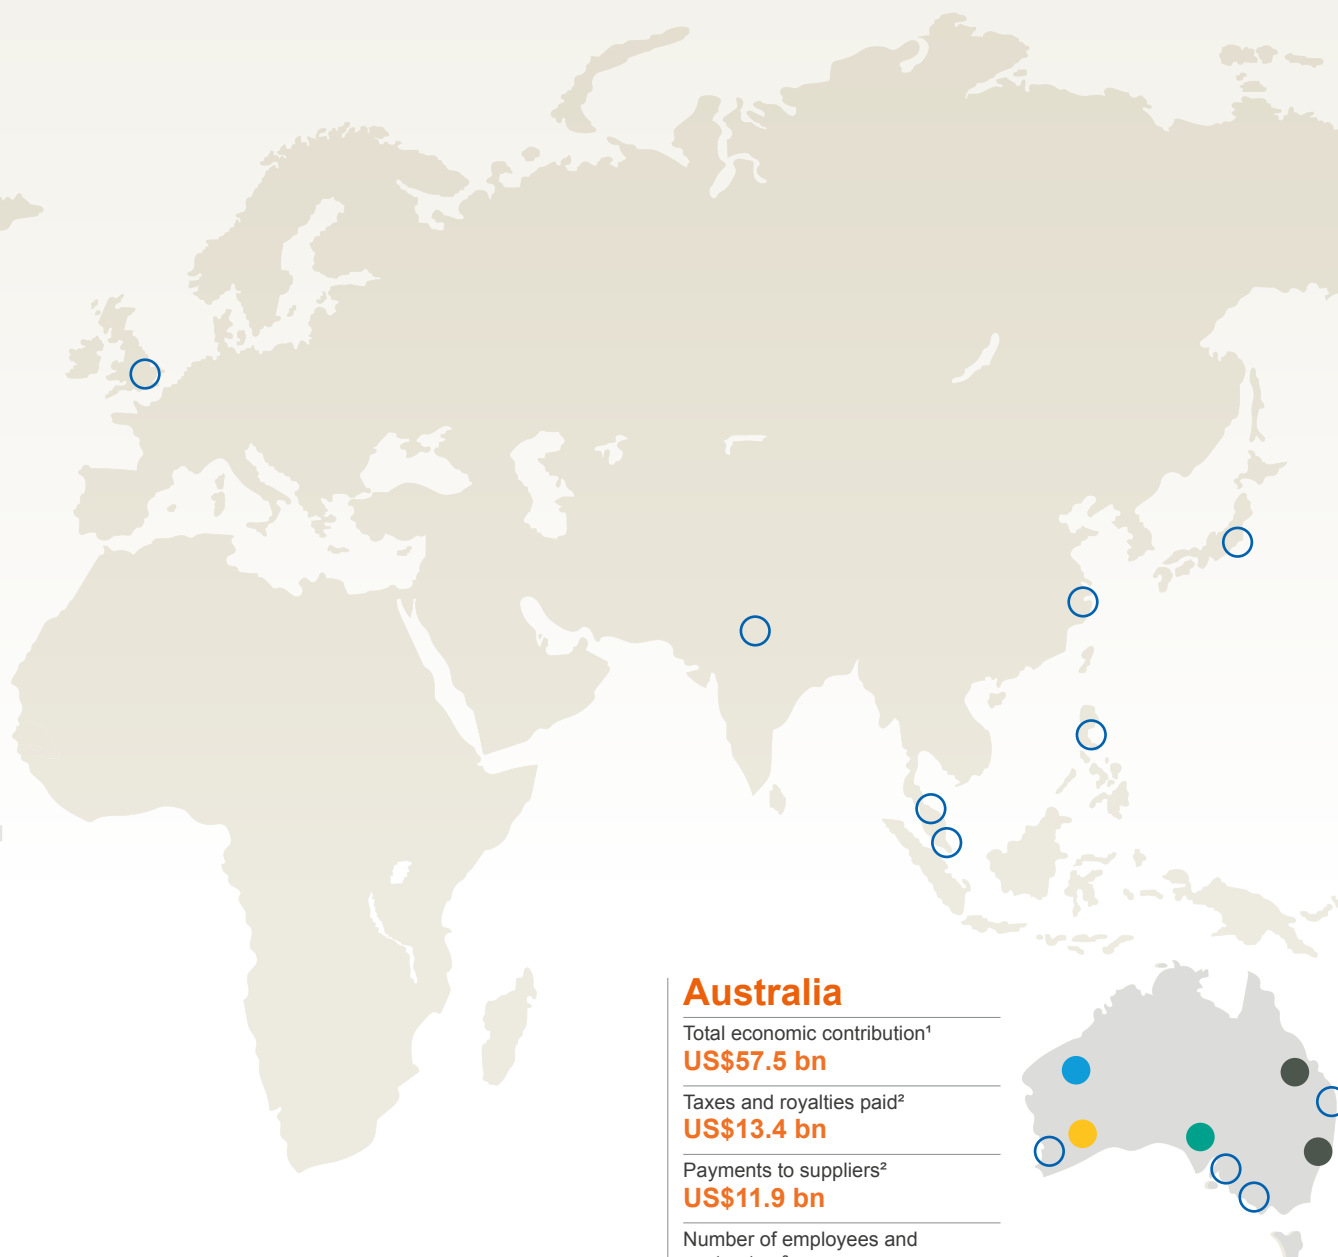 Australia
Total economic contribution¹
US$57.5 bn
Taxes and royalties paid²
US$13.4 bn
Payments to suppliers²
US$11.9 bn
Number of employees and